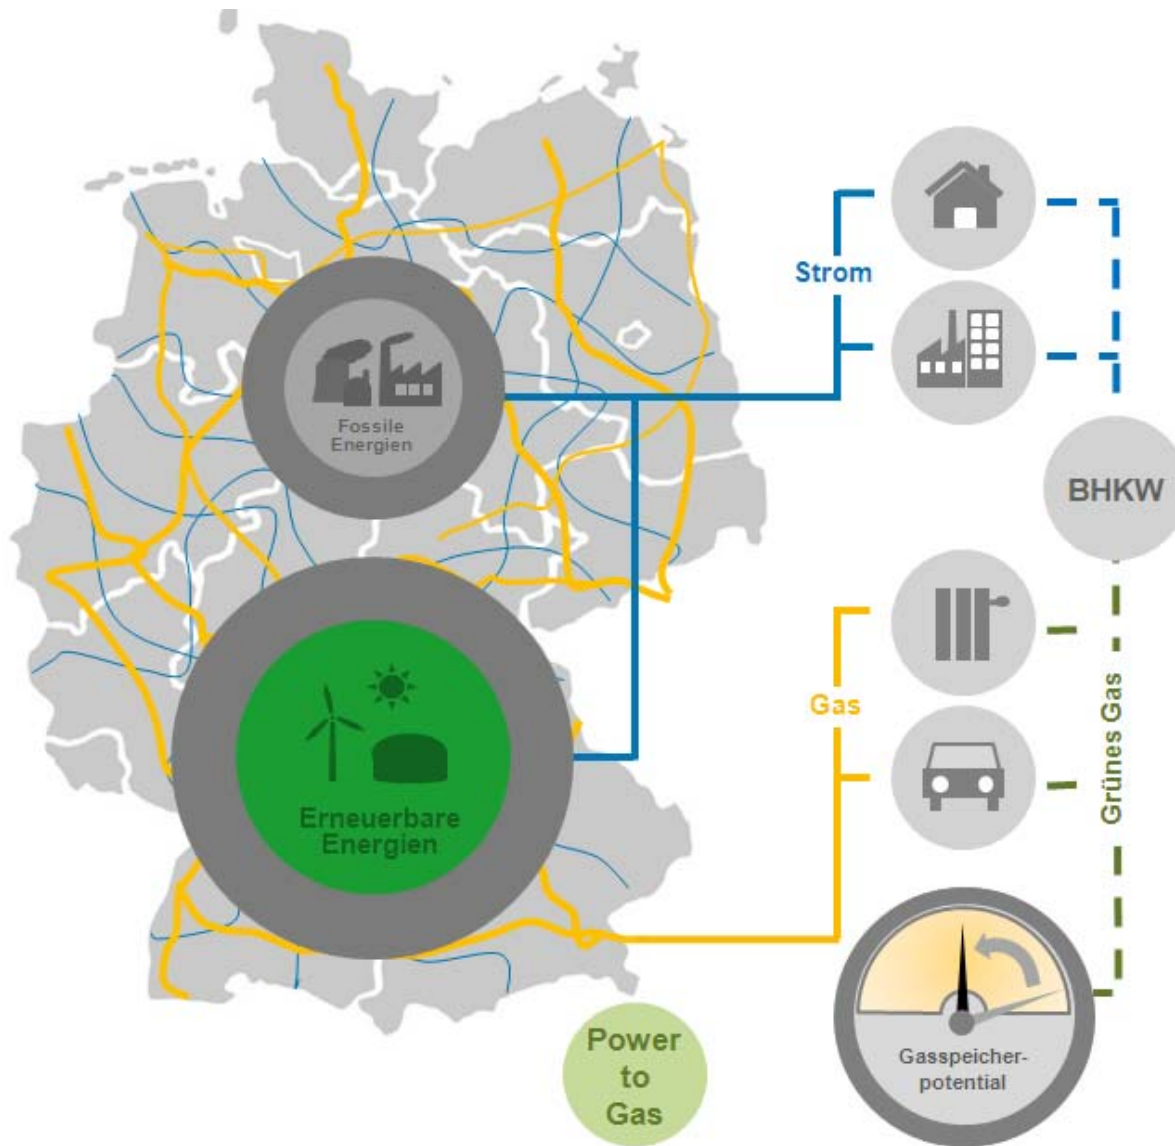 Strom
Fossile
Energien
BHKW
Gas
Grünes Gas
Erneuerbare
Energien
Power
to
Gas
Gasspeicher-
potential